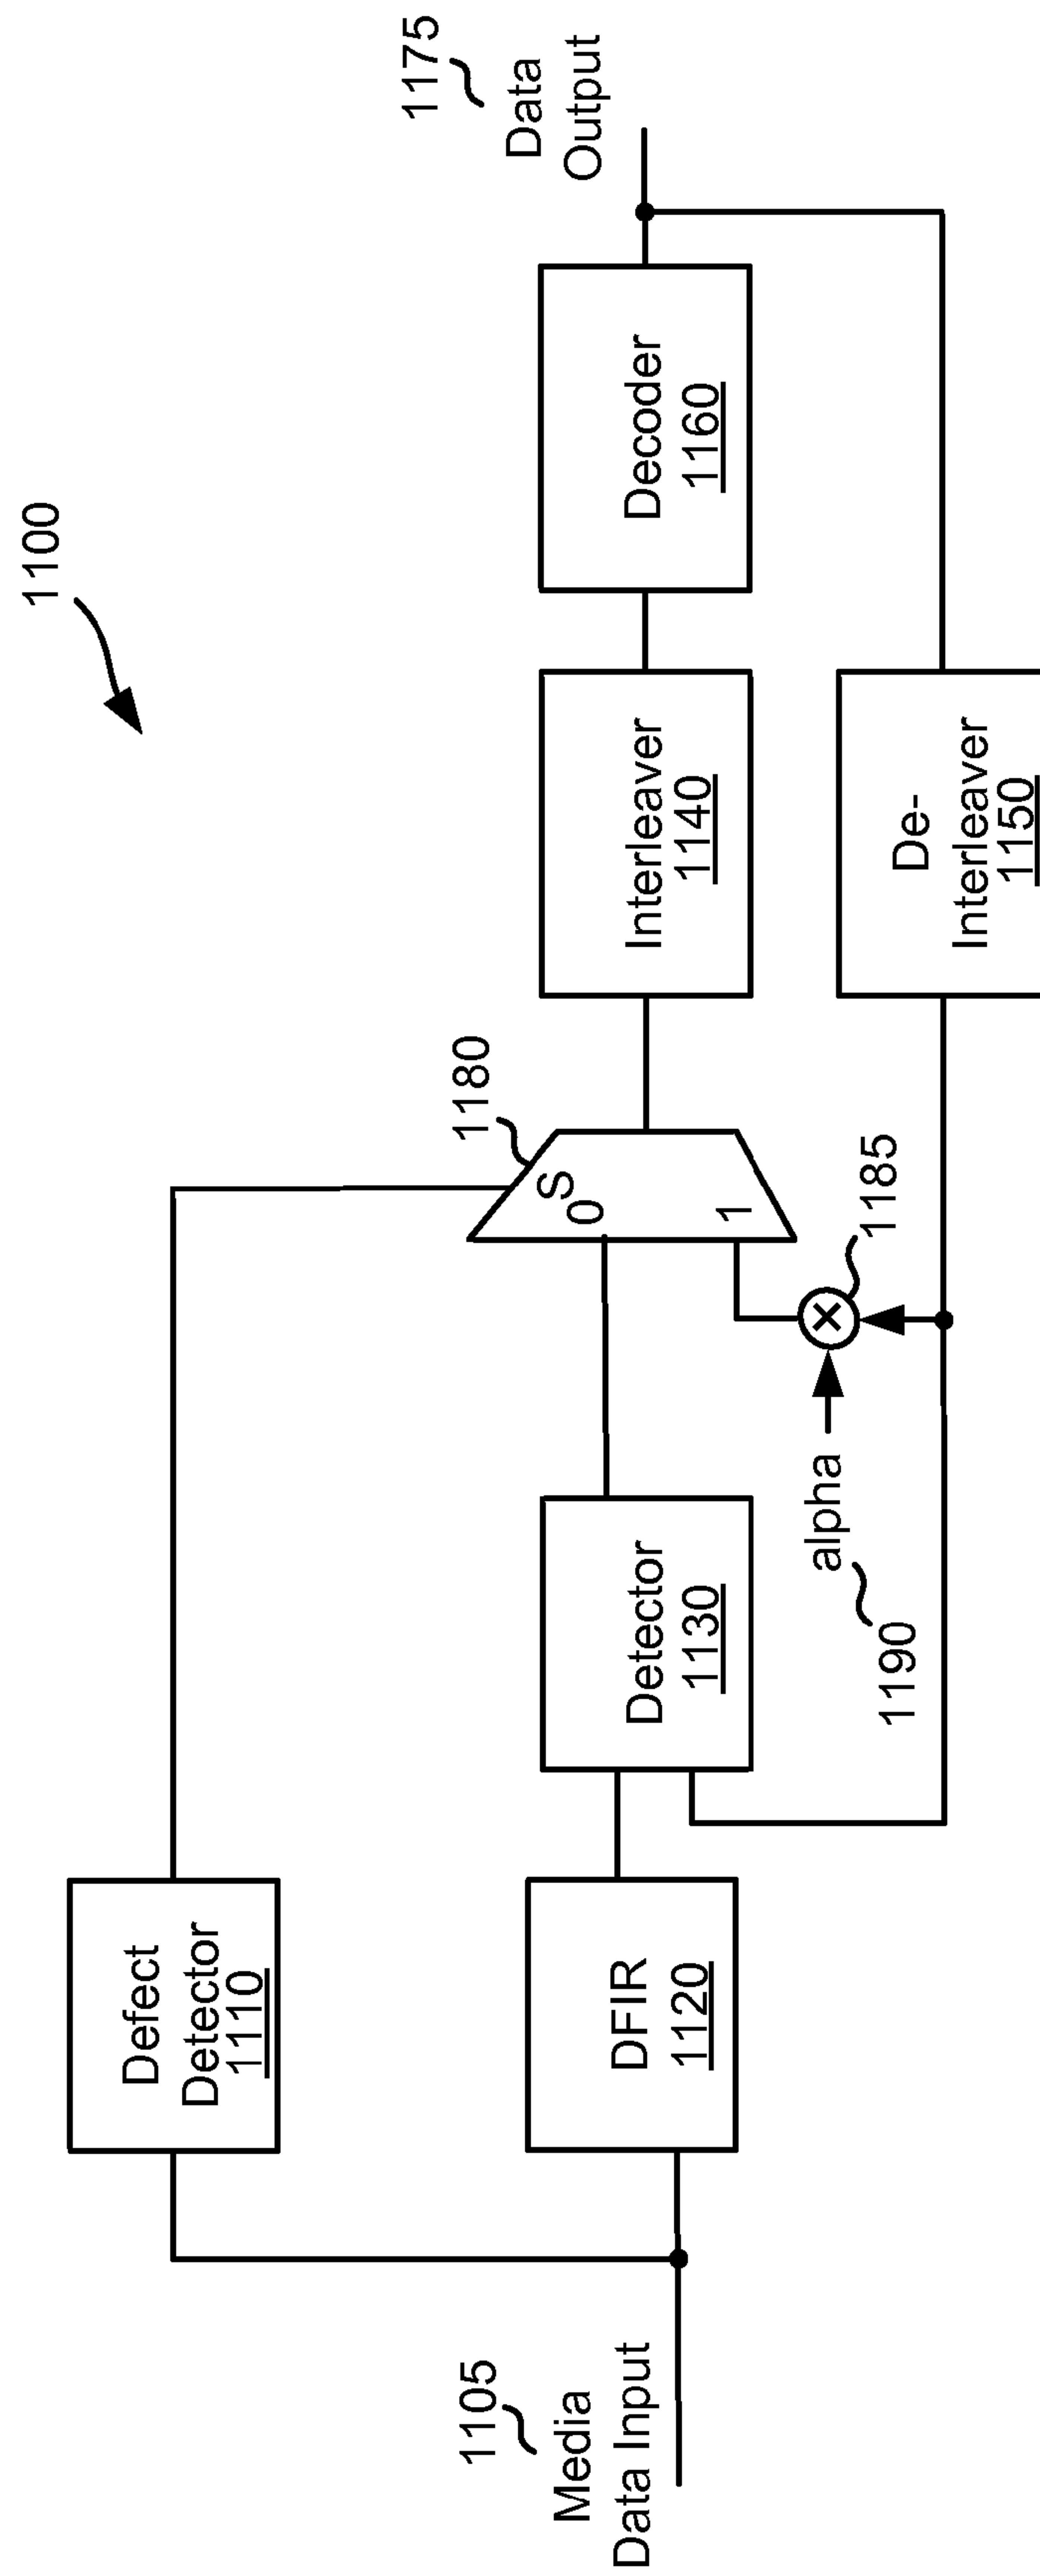 1100
1105
Media
Data Input
Defect
Detector
1110
DFIR
1120
Detector
1130
alpha
1190
1185
1180
S
0
1
Interleaver
1140
De-
Interleaver
1150
Decoder
1160
1175
Data
Output